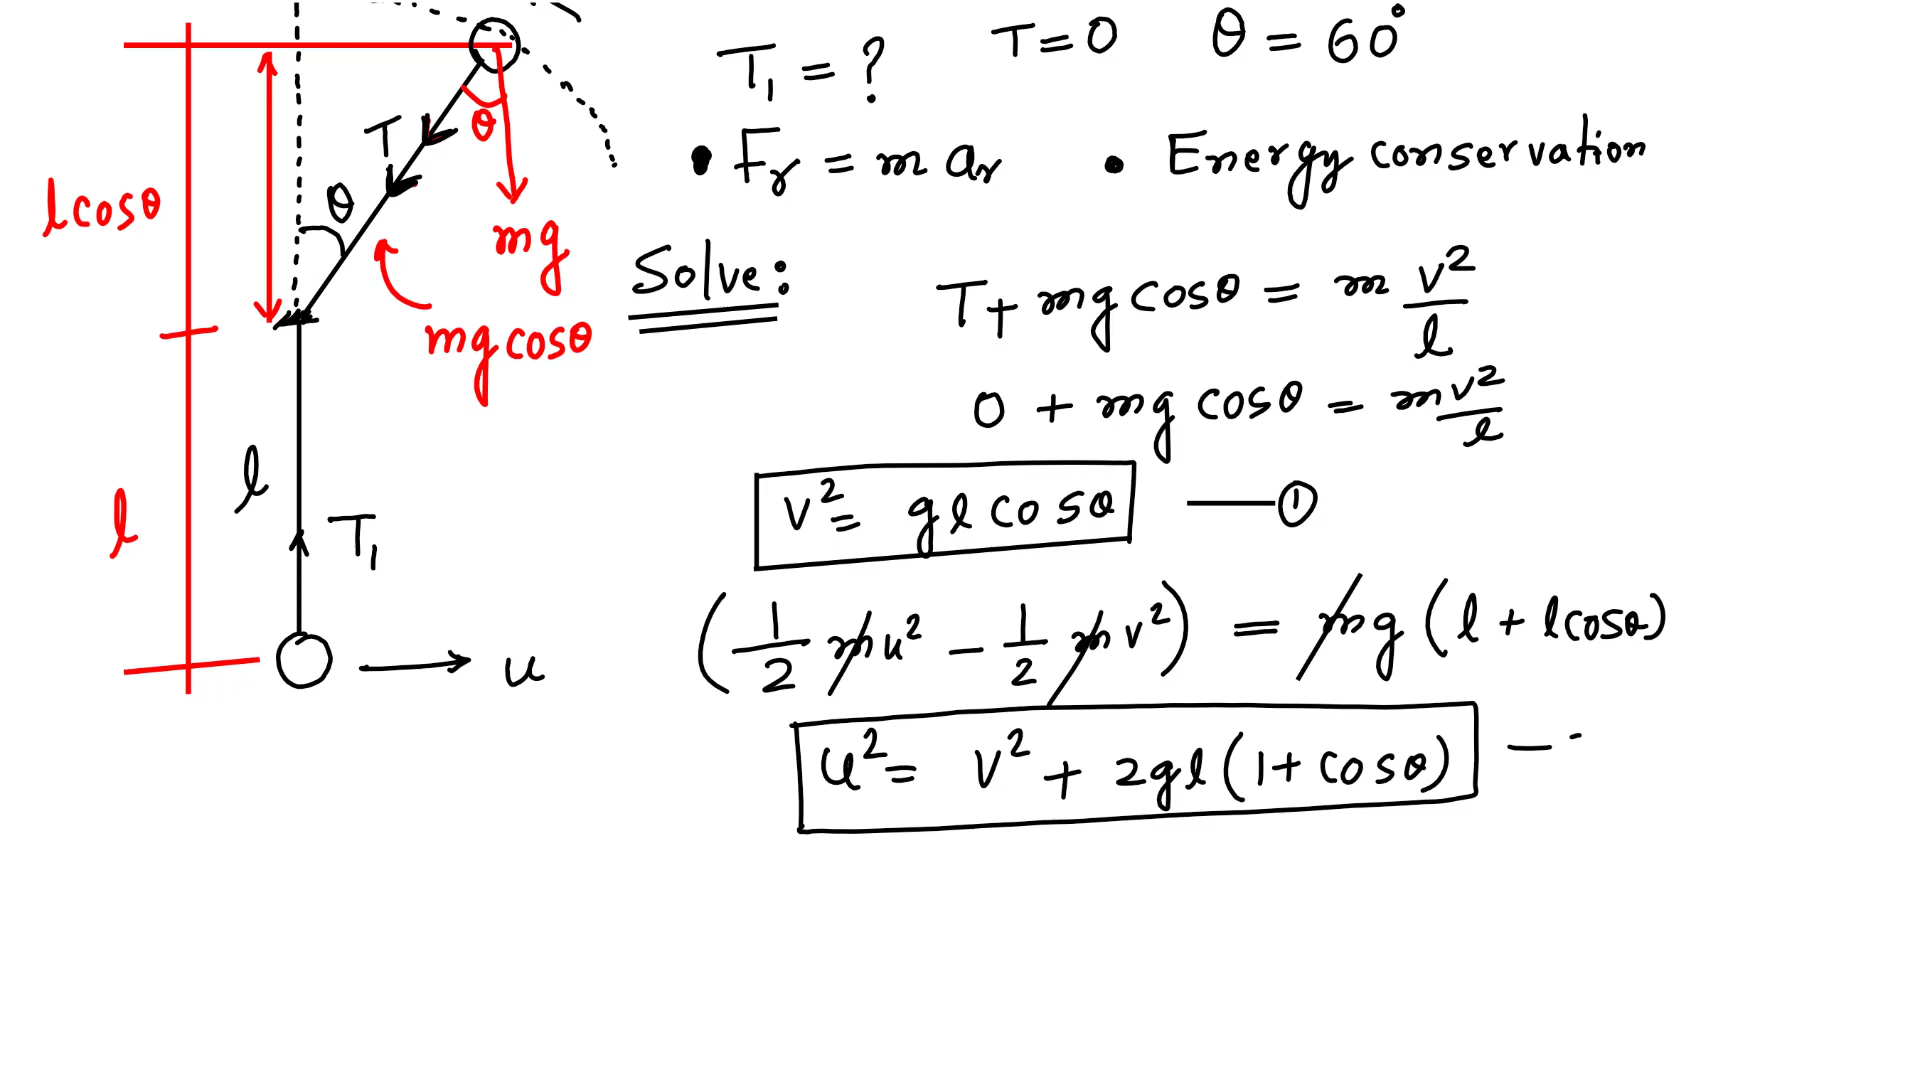 T₁ = ?
T = 0
θ = 60°
• Fᵣ = m aᵣ
• Energy conservation
Solve:
T + mg cosθ = m v²/l
0 + mg cosθ = mv²/l
v² = gl cosθ —①
(1/2 mu² − 1/2 mv²) = mg (l + lcosθ)
u² = v² + 2gl(1 + cosθ) —
T
θ
θ
mg
lcosθ
mgcosθ
l
l
T₁
u